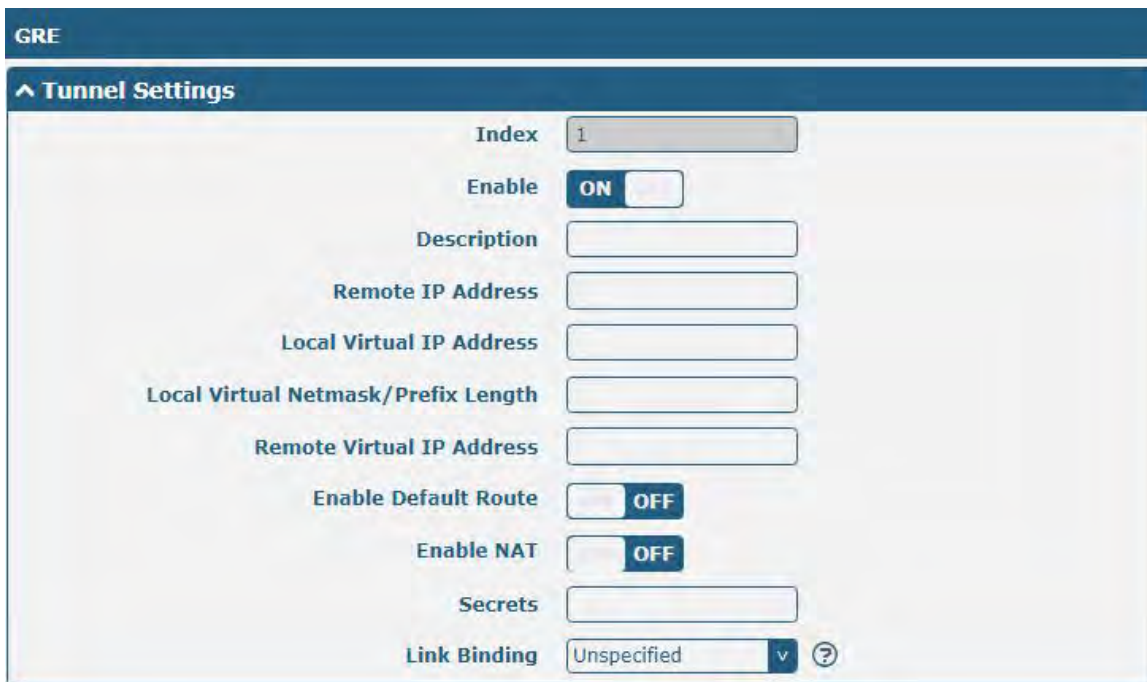 GRE
Tunnel Settings
Index 1
Enable ON
Description
Remote IP Address
Local Virtual IP Address
Local Virtual Netmask/Prefix Length
Remote Virtual IP Address
Enable Default Route OFF
Enable NAT OFF
Secrets
Link Binding Unspecified v ?